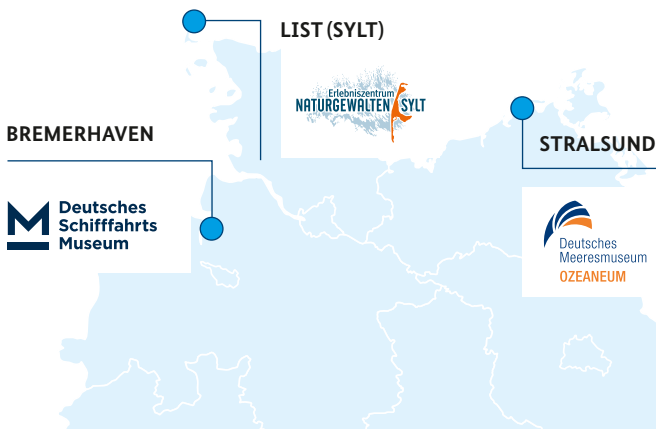 LIST (SYLT)
Erlebniszentrum
NATURGEWALTEN SYLT
BREMERHAVEN
Deutsches
Schifffahrts
Museum
STRALSUND
Deutsches
Meeresmuseum
OZEANEUM